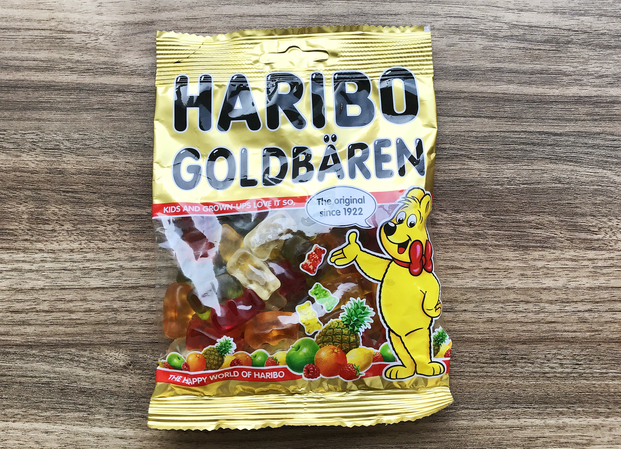 HARIBO
GOLDBÄREN
KIDS AND GROWN-UPS LOVE IT SO,
The original
since 1922
THE HAPPY WORLD OF HARIBO